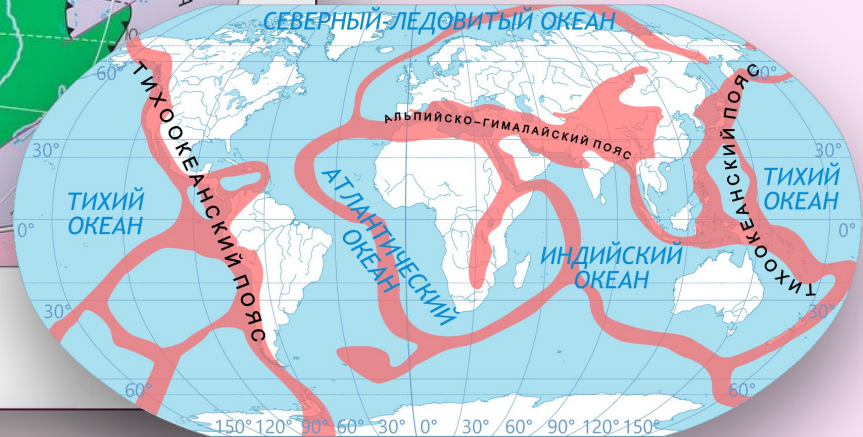 СЕВЕРНЫЙ-ЛЕДОВИТЫЙ ОКЕАН
60°
0°
ТИХООКЕАНСКИЙ ПОЯС
АЛЬПИЙСКО-ГИМАЛАЙСКИЙ ПОЯС
ТИХООКЕАНСКИЙ ПОЯС
30°
30°
ТИХИЙ
ОКЕАН
АТЛАНТИЧЕСКИЙ
ОКЕАН
ТИХИЙ
ОКЕАН
0°
0°
ИНДИЙСКИЙ
ОКЕАН
30°
30°
60°
60°
150° 120° 90° 60° 30° 0° 30° 60° 90° 120° 150°